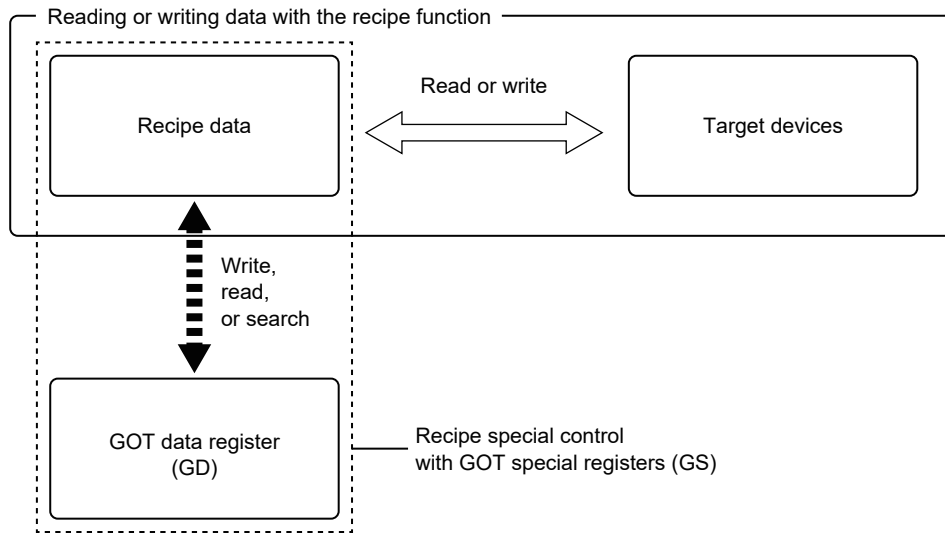 Reading or writing data with the recipe function
Recipe data
Read or write
Target devices
Write,
read,
or search
GOT data register
(GD)
Recipe special control
with GOT special registers (GS)